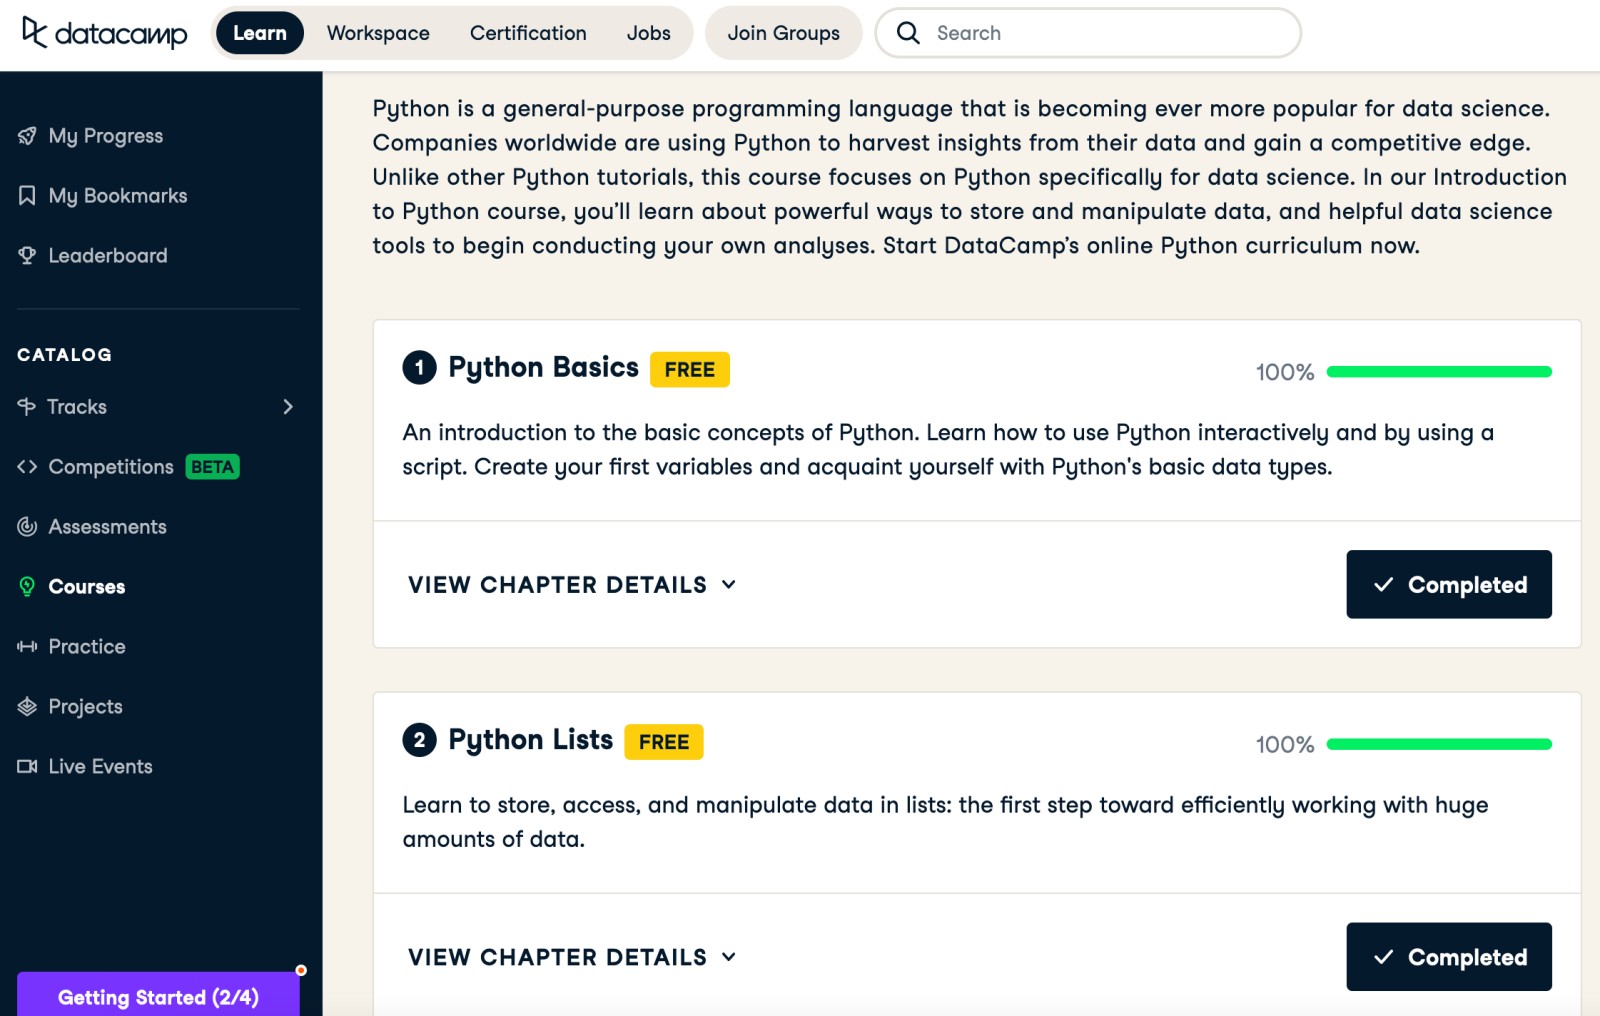 datacamp
Learn
Workspace
Certification
Jobs
Join Groups
Search
My Progress
My Bookmarks
Leaderboard
CATALOG
Tracks
Competitions BETA
Assessments
Courses
Practice
Projects
Live Events
Getting Started (2/4)
Python is a general-purpose programming language that is becoming ever more popular for data science.
Companies worldwide are using Python to harvest insights from their data and gain a competitive edge.
Unlike other Python tutorials, this course focuses on Python specifically for data science. In our Introduction
to Python course, you’ll learn about powerful ways to store and manipulate data, and helpful data science
tools to begin conducting your own analyses. Start DataCamp’s online Python curriculum now.
1 Python Basics FREE
100%
An introduction to the basic concepts of Python. Learn how to use Python interactively and by using a
script. Create your first variables and acquaint yourself with Python's basic data types.
VIEW CHAPTER DETAILS
Completed
2 Python Lists FREE
100%
Learn to store, access, and manipulate data in lists: the first step toward efficiently working with huge
amounts of data.
VIEW CHAPTER DETAILS
Completed